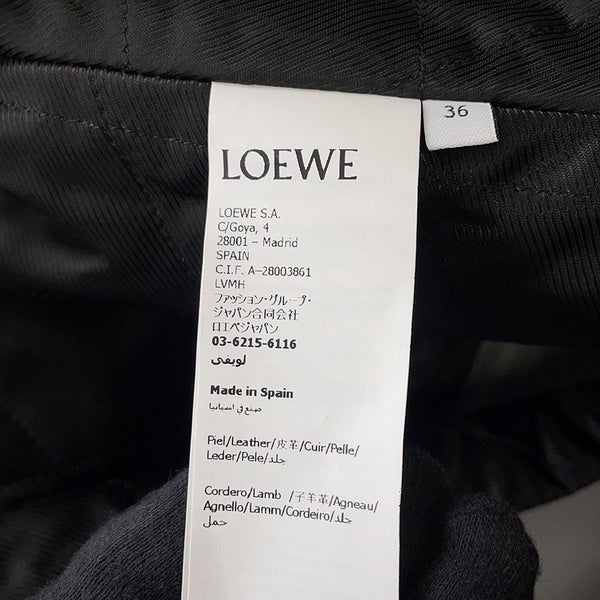 36
LOEWE
LOEWE S.A.
C/Goya, 4
28001 – Madrid
SPAIN
C.I.F. A-28003861
LVMH
ファッション・グループ・
ジャパン合同会社
ロエベジャパン
03-6215-6116
لويفي
Made in Spain
صنع في اسبانيا
Piel/Leather/皮革/Cuir/Pelle/
Leder/Pele/جلد
Cordero/Lamb /子羊革/Agneau/
Agnello/Lamm/Cordeiro/جلد
حمل